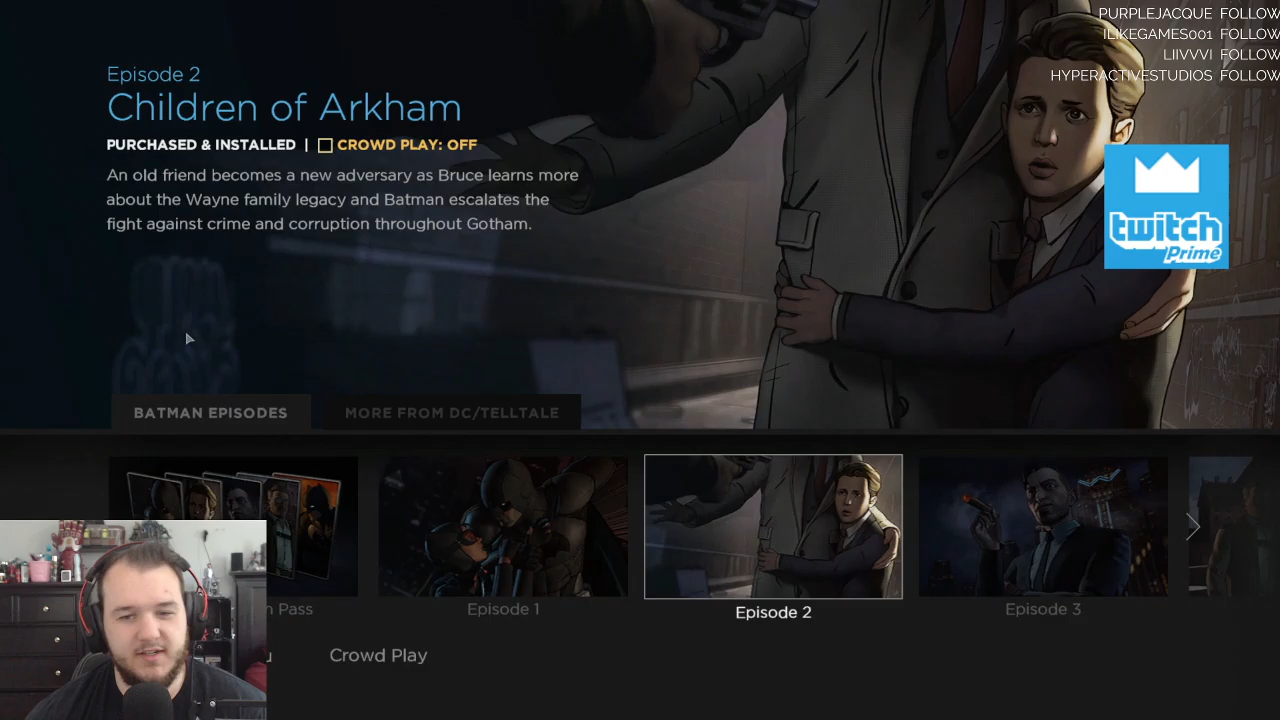 PURPLEJACQUE FOLLOW
ILIKEGAMES001 FOLLOW
LIIVVVI FOLLOW
HYPERACTIVESTUDIOS FOLLOW
Episode 2
Children of Arkham
PURCHASED & INSTALLED | CROWD PLAY: OFF
An old friend becomes a new adversary as Bruce learns more
about the Wayne family legacy and Batman escalates the
fight against crime and corruption throughout Gotham.
twitch
Prime
BATMAN EPISODES MORE FROM DC/TELLTALE
Pass Episode 1 Episode 2 Episode 3
Crowd Play